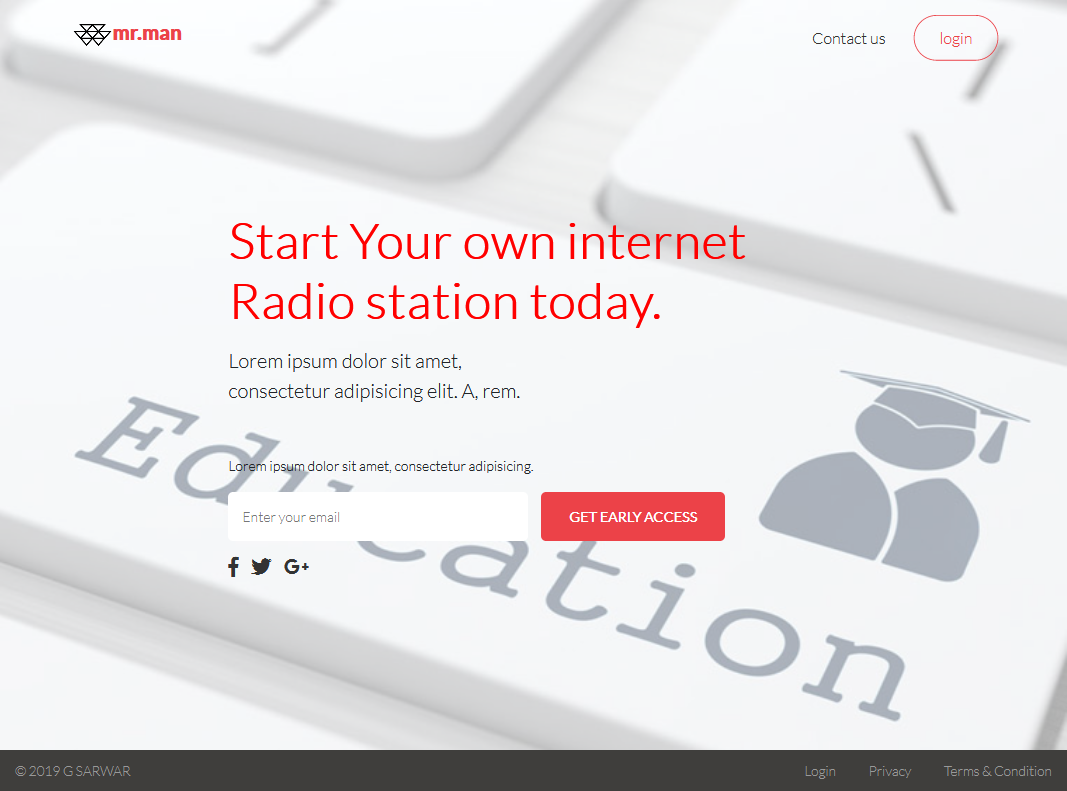 mr.man
Contact us
login
Start Your own internet
Radio station today.
Lorem ipsum dolor sit amet,
consectetur adipisicing elit. A, rem.
Education
Lorem ipsum dolor sit amet, consectetur adipisicing.
Enter your email
GET EARLY ACCESS
G+
© 2019 G SARWAR
Login
Privacy
Terms & Condition